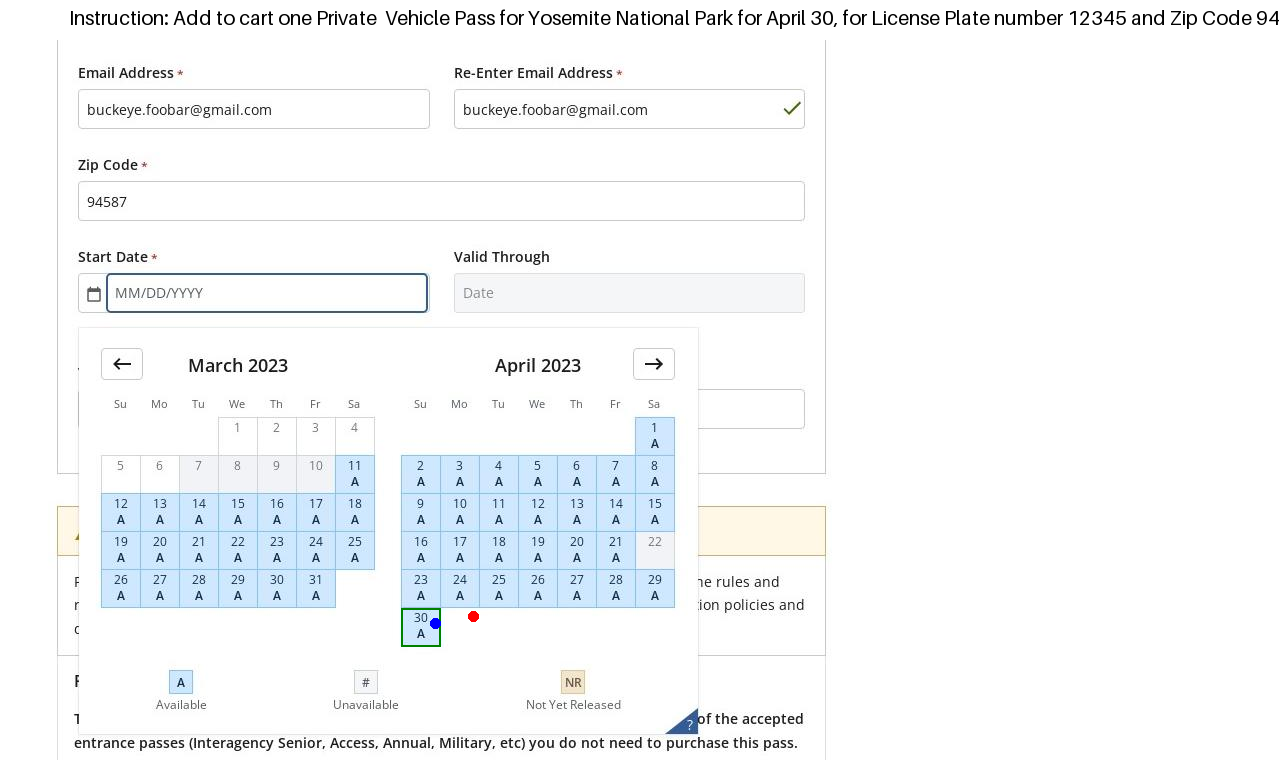 Instruction: Add to cart one Private Vehicle Pass for Yosemite National Park for April 30, for License Plate number 12345 and Zip Code 94
Email Address *
Re-Enter Email Address *
buckeye.foobar@gmail.com
buckeye.foobar@gmail.com
Zip Code *
94587
Start Date *
Valid Through
MM/DD/YYYY
Date
March 2023
April 2023
Su Mo Tu We Th Fr Sa
1 2 3 4
5 6 7 8 9 10 11
A
12 13 14 15 16 17 18
A A A A A A A
19 20 21 22 23 24 25
A A A A A A A
26 27 28 29 30 31
A A A A A A
Su Mo Tu We Th Fr Sa
1
A
2 3 4 5 6 7 8
A A A A A A A
9 10 11 12 13 14 15
A A A A A A A
16 17 18 19 20 21 22
A A A A A A
23 24 25 26 27 28 29
A A A A A A A
30
A
A
#
NR
Available
Unavailable
Not Yet Released
?
rules and
policies and
of the accepted
entrance passes (Interagency Senior, Access, Annual, Military, etc) you do not need to purchase this pass.